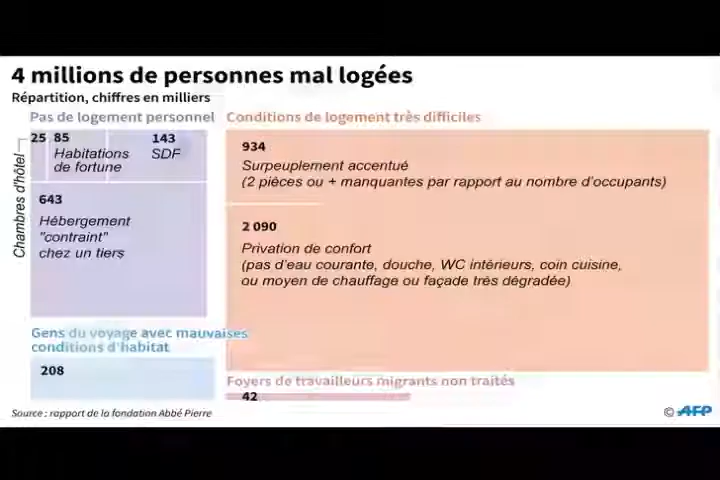 4 millions de personnes mal logées
Répartition, chiffres en milliers
Pas de logement personnel
25 85 143
Habitations SDF
de fortune
Chambres d'hôtel
643
Hébergement
"contraint"
chez un tiers
Conditions de logement très difficiles
934
Surpeuplement accentué
(2 pièces ou + manquantes par rapport au nombre d'occupants)
2 090
Privation de confort
(pas d'eau courante, douche, WC intérieurs, coin cuisine,
ou moyen de chauffage ou façade très dégradée)
Gens du voyage avec mauvaises
conditions d'habitat
208
Foyers de travailleurs migrants non traités
42
Source : rapport de la fondation Abbé Pierre
© AFP